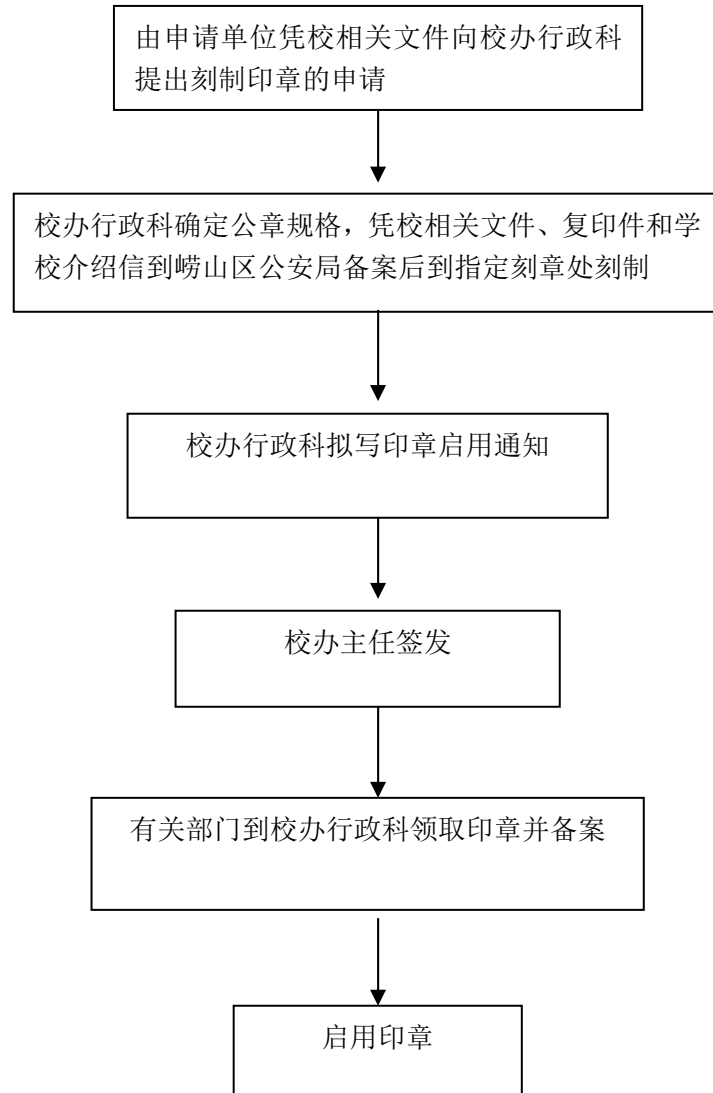 由申请单位凭校相关文件向校办行政科
提出刻制印章的申请
校办行政科确定公章规格，凭校相关文件、复印件和学
校介绍信到崂山区公安局备案后到指定刻章处刻制
校办行政科拟写印章启用通知
校办主任签发
有关部门到校办行政科领取印章并备案
启用印章